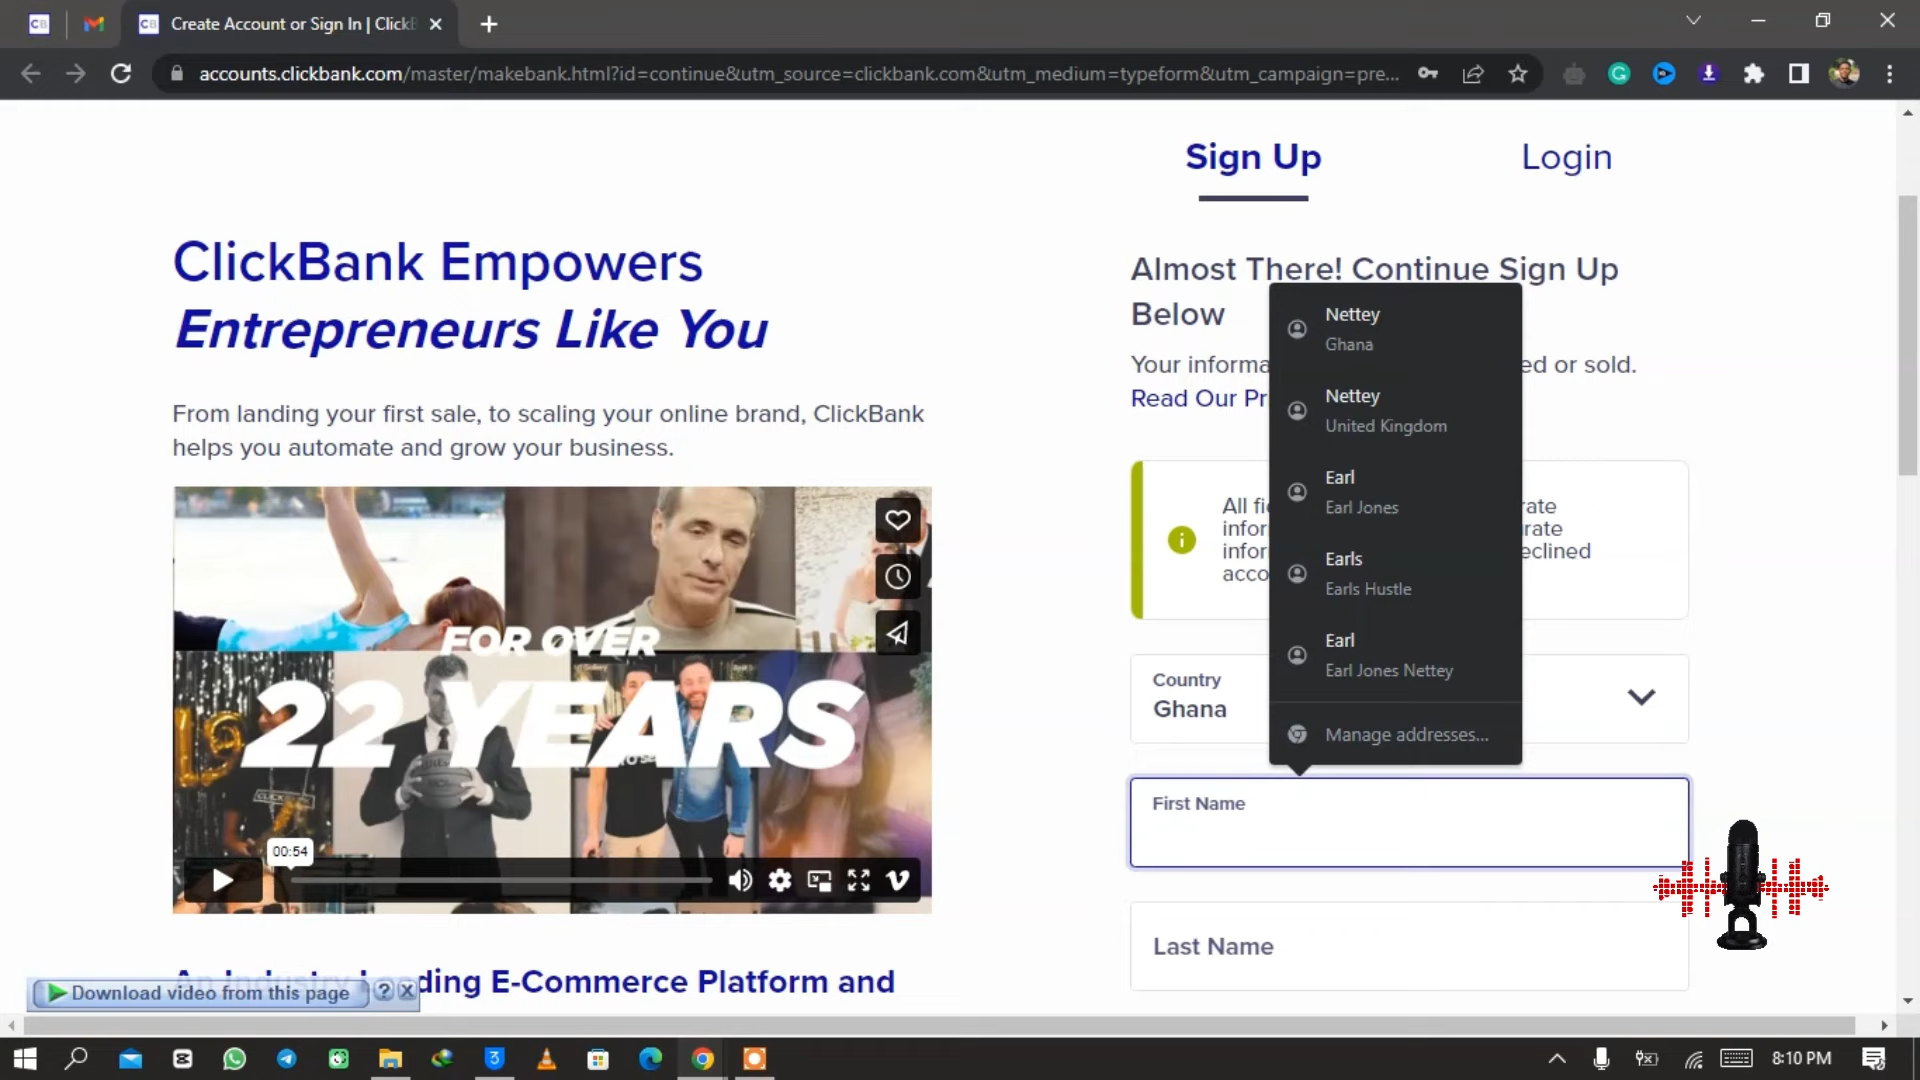 Create Account or Sign In | Click
accounts.clickbank.com/master/makebank.html?id=continue&utm_source=clickbank.com&utm_medium=typeform&utm_campaign=pre...
Sign Up
Login
ClickBank Empowers
Entrepreneurs Like You
From landing your first sale, to scaling your online brand, ClickBank
helps you automate and grow your business.
FOR OVER
22 YEARS
00:54
ding E-Commerce Platform and
Download video from this page
Almost There! Continue Sign Up
Below
Your informa
ed or sold.
Read Our Pr
All fi
rate
infor
rate
infor
eclined
acco
Nettey
Ghana
Nettey
United Kingdom
Earl
Earl Jones
Earls
Earls Hustle
Earl
Earl Jones Nettey
Manage addresses...
Country
Ghana
First Name
Last Name
8:10 PM